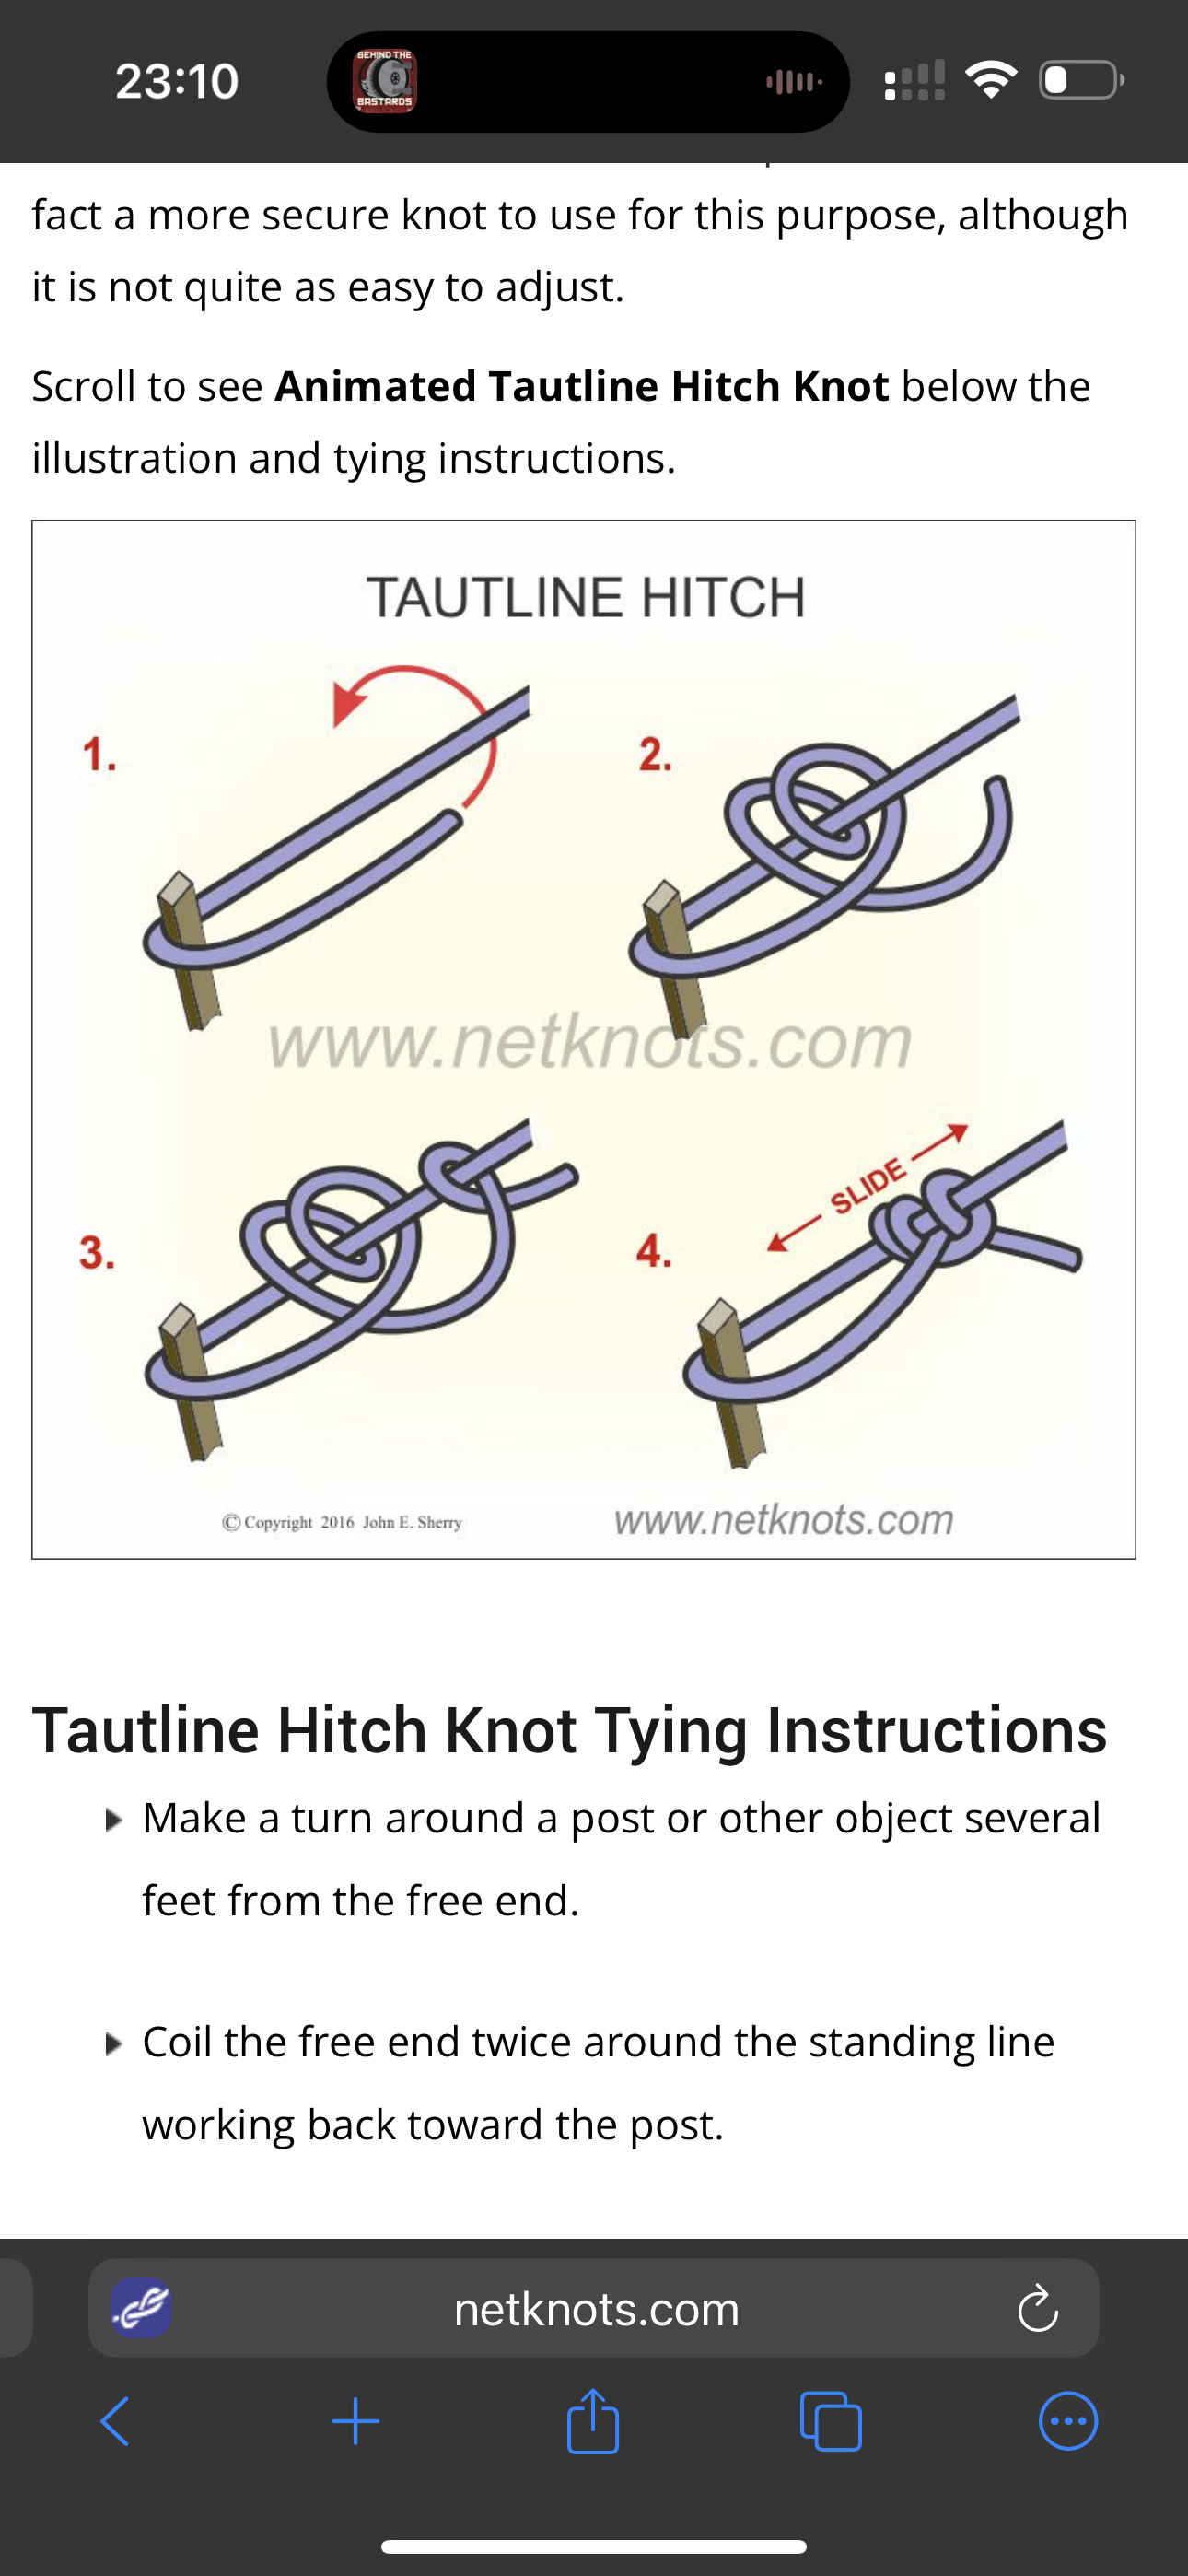 23:10
BEHIND THE
BASTARDS
fact a more secure knot to use for this purpose, although
it is not quite as easy to adjust.
Scroll to see Animated Tautline Hitch Knot below the
illustration and tying instructions.
TAUTLINE HITCH
1.
2.
www.netknots.com
3.
4.
SLIDE
© Copyright 2016 John E. Sherry
www.netknots.com
Tautline Hitch Knot Tying Instructions
Make a turn around a post or other object several
feet from the free end.
Coil the free end twice around the standing line
working back toward the post.
netknots.com